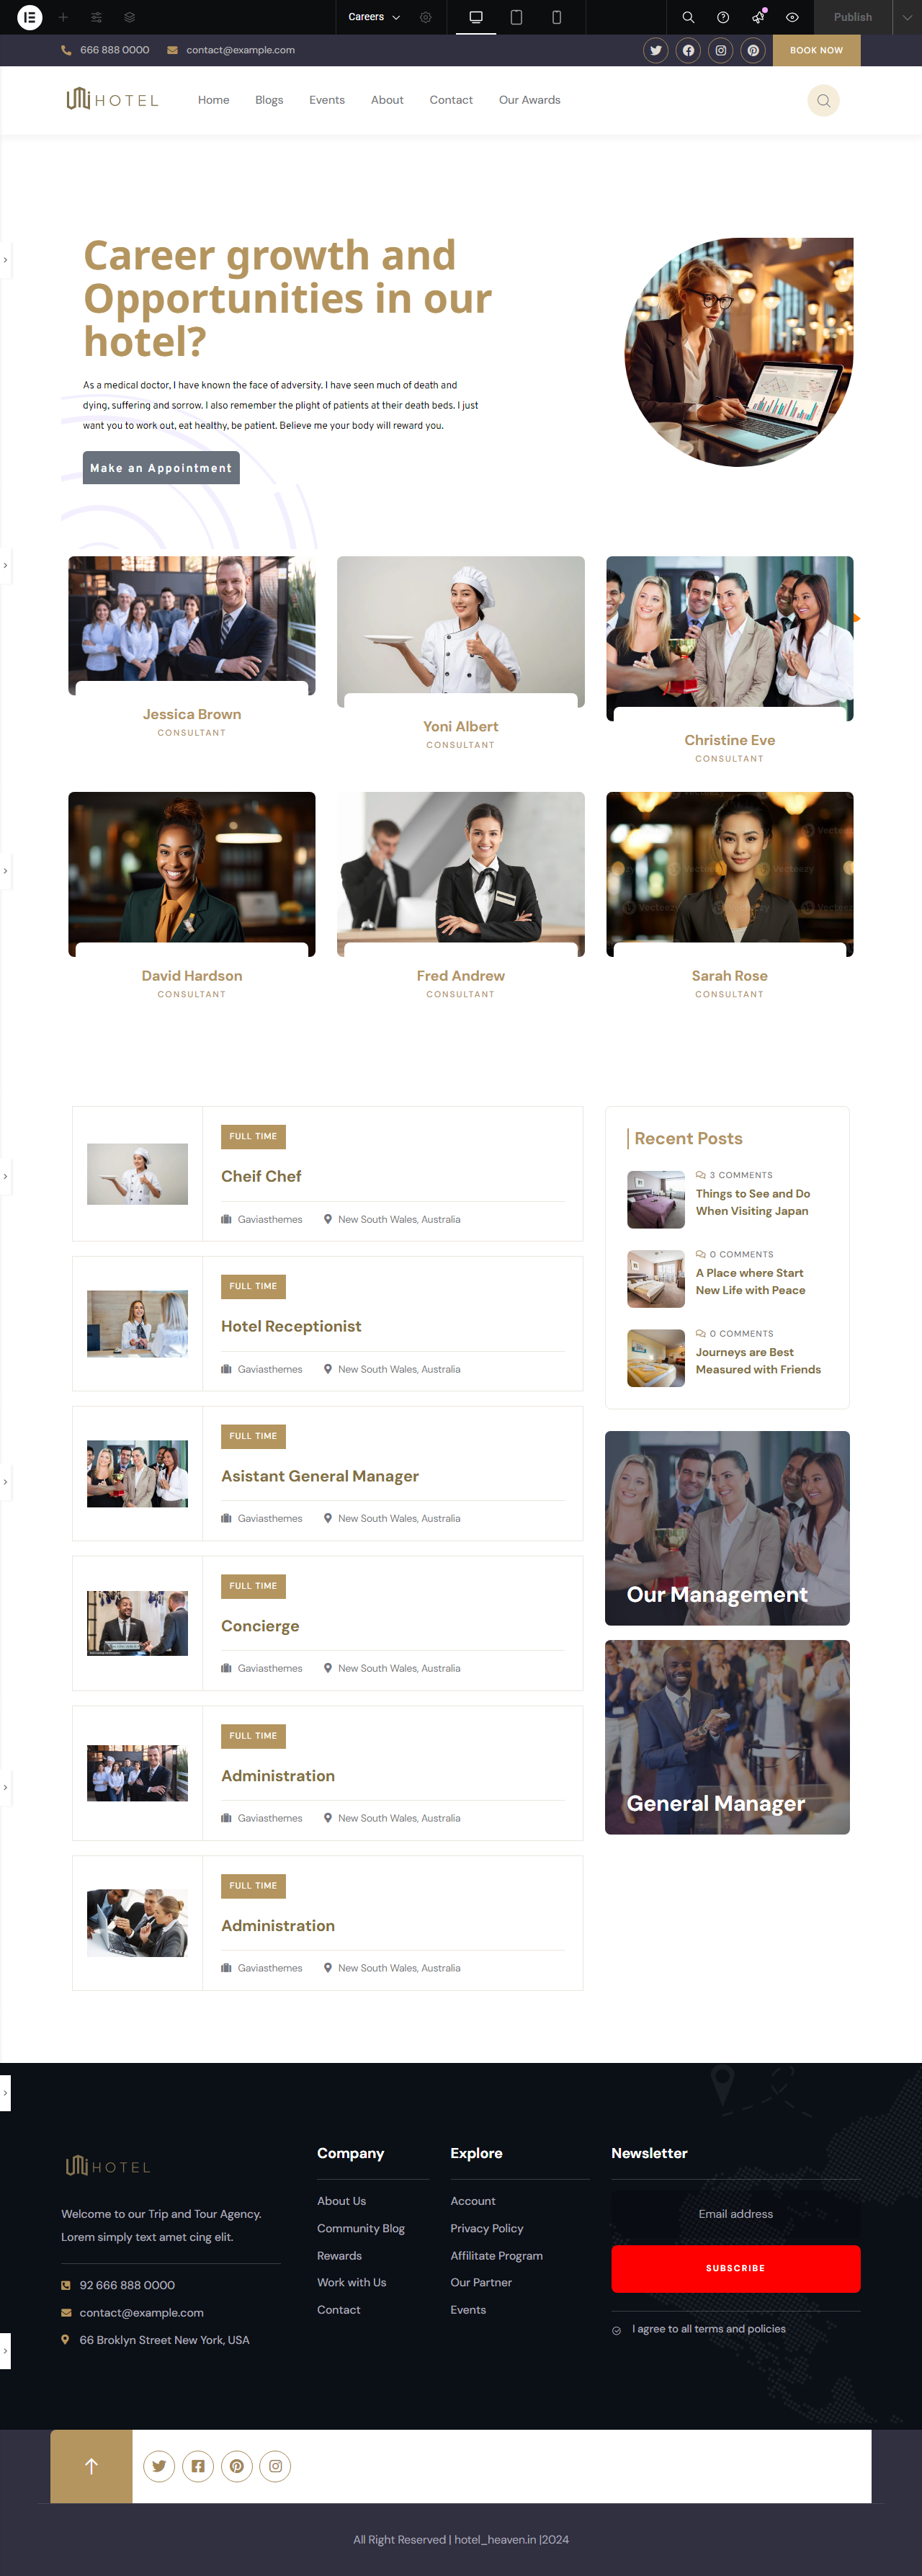 Careers
Publish
666 888 0000
contact@example.com
BOOK NOW
HOTEL
Home
Blogs
Events
About
Contact
Our Awards
Career growth and
Opportunities in our
hotel?
As a medical doctor, I have known the face of adversity. I have seen much of death and
dying, suffering and sorrow. I also remember the plight of patients at their death beds. I just
want you to work out, eat healthy, be patient. Believe me your body will reward you.
Make an Appointment
Jessica Brown
CONSULTANT
Yoni Albert
CONSULTANT
Christine Eve
CONSULTANT
Vecteezy
Vecteezy
Vecteezy
David Hardson
CONSULTANT
Fred Andrew
CONSULTANT
Sarah Rose
CONSULTANT
FULL TIME
Cheif Chef
Gaviasthemes
New South Wales, Australia
FULL TIME
Hotel Receptionist
Gaviasthemes
New South Wales, Australia
FULL TIME
Asistant General Manager
Gaviasthemes
New South Wales, Australia
FULL TIME
Concierge
Gaviasthemes
New South Wales, Australia
FULL TIME
Administration
Gaviasthemes
New South Wales, Australia
FULL TIME
Administration
Gaviasthemes
New South Wales, Australia
Recent Posts
3 COMMENTS
Things to See and Do
When Visiting Japan
0 COMMENTS
A Place where Start
New Life with Peace
0 COMMENTS
Journeys are Best
Measured with Friends
Our Management
General Manager
HOTEL
Welcome to our Trip and Tour Agency.
Lorem simply text amet cing elit.
92 666 888 0000
contact@example.com
66 Broklyn Street New York, USA
Company
About Us
Community Blog
Rewards
Work with Us
Contact
Explore
Account
Privacy Policy
Affilitate Program
Our Partner
Events
Newsletter
Email address
SUBSCRIBE
I agree to all terms and policies
All Right Reserved | hotel_heaven.in |2024